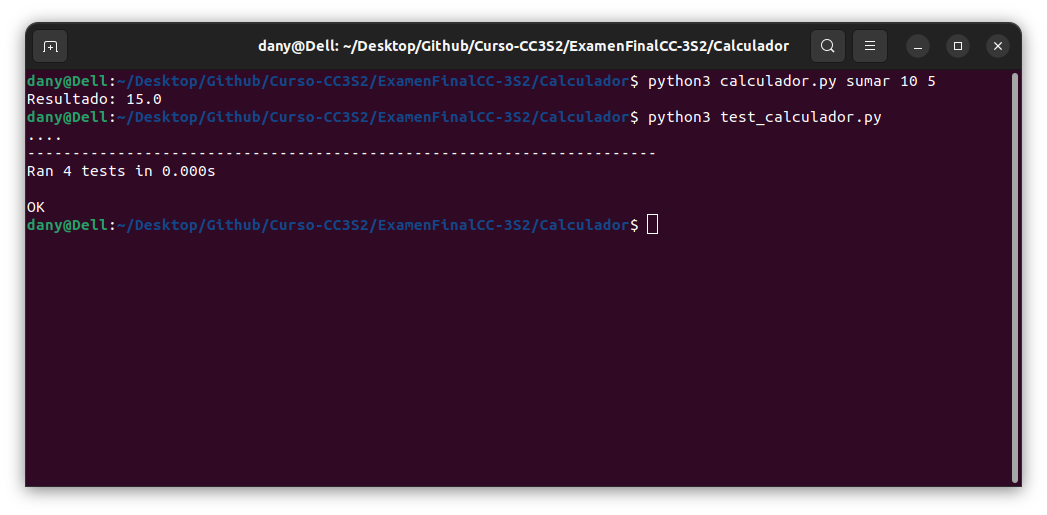 dany@Dell: ~/Desktop/Github/Curso-CC3S2/ExamenFinalCC-3S2/Calculador
dany@Dell:~/Desktop/Github/Curso-CC3S2/ExamenFinalCC-3S2/Calculador$ python3 calculador.py sumar 10 5
Resultado: 15.0
dany@Dell:~/Desktop/Github/Curso-CC3S2/ExamenFinalCC-3S2/Calculador$ python3 test_calculador.py
....
----------------------------------------------------------------------
Ran 4 tests in 0.000s

OK
dany@Dell:~/Desktop/Github/Curso-CC3S2/ExamenFinalCC-3S2/Calculador$